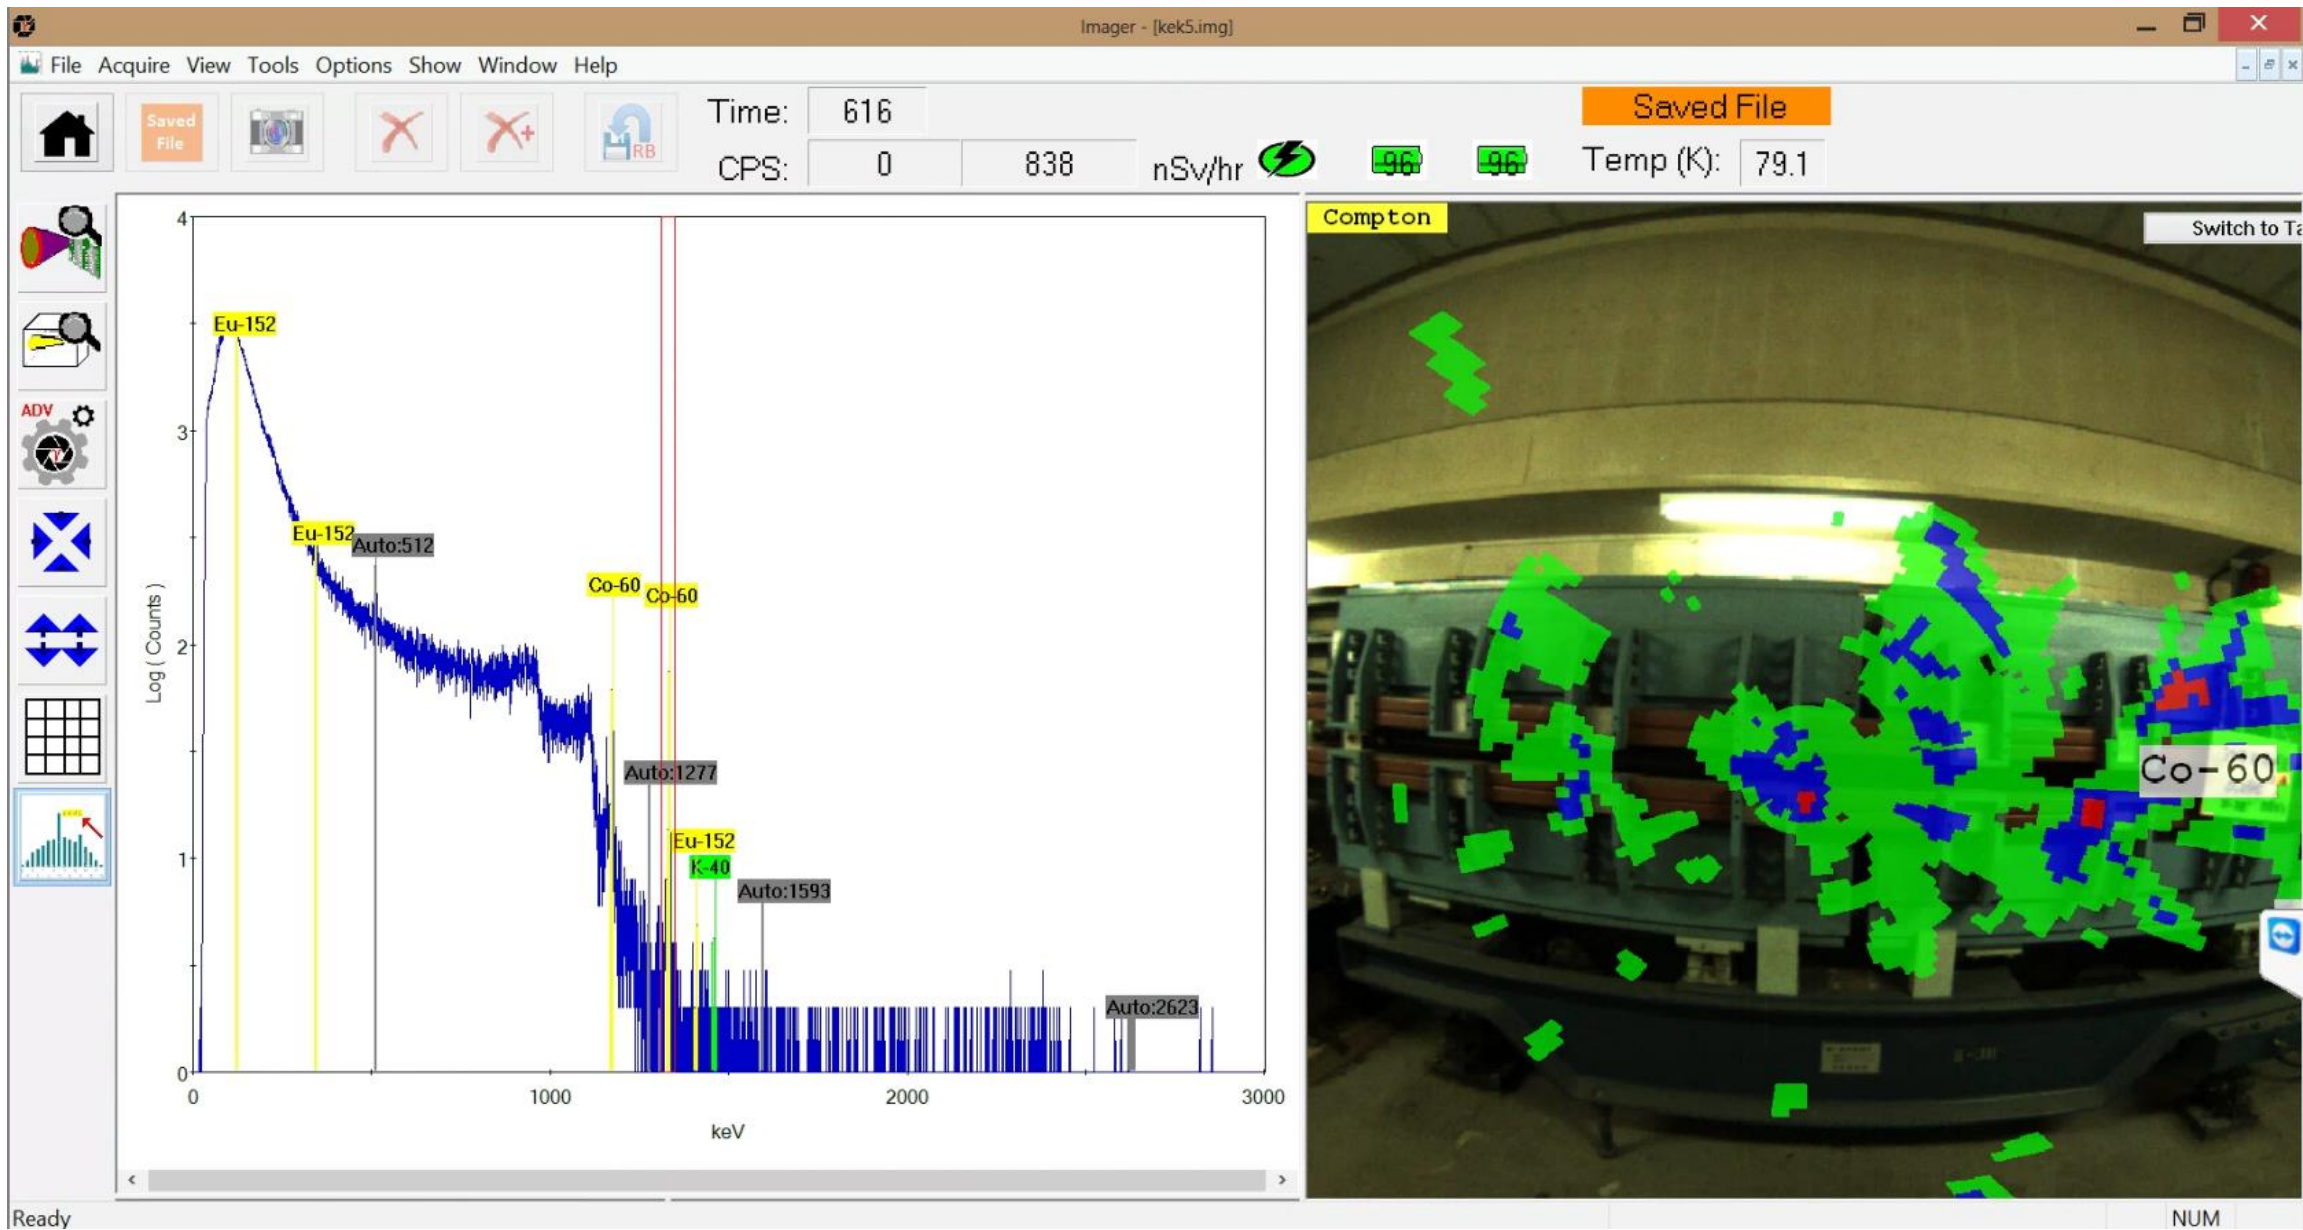 Imager - [kek5.img]
File Acquire View Tools Options Show Window Help
Saved
File
RB
Time: 616
CPS: 0 838 nSv/hr
96 96
Saved File
Temp (K): 79.1
ADV
4
3
2
1
0
Log ( Counts )
Eu-152
Eu-152
Auto:512
Co-60
Co-60
Auto:1277
Eu-152
K-40
Auto:1593
Auto:2623
0 1000 2000 3000
keV
Compton
Switch to Ta
Co-60
Ready
NUM